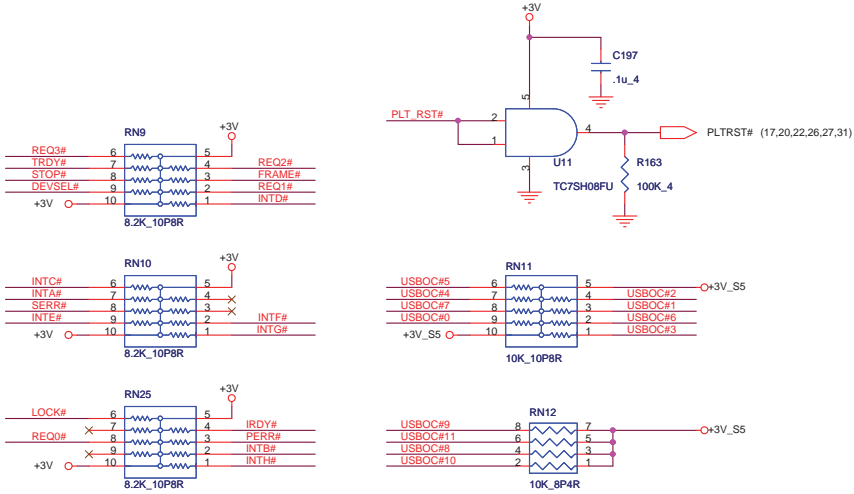 +3V
C197
.1u_4
5
PLT_RST#
2
1
4
3
U11
TC7SH08FU
PLTRST# (17,20,22,26,27,31)
R163
100K_4
RN9
+3V
REQ3# 6 5
TRDY# 7 4 REQ2#
STOP# 8 3 FRAME#
DEVSEL# 9 2 REQ1#
+3V 10 1 INTD#
8.2K_10P8R
RN10
+3V
INTC# 6 5
INTA# 7 4
SERR# 8 3
INTE# 9 2 INTF#
+3V 10 1 INTG#
8.2K_10P8R
RN11
USBOC#5 6 5 +3V_S5
USBOC#4 7 4 USBOC#2
USBOC#7 8 3 USBOC#1
USBOC#0 9 2 USBOC#6
+3V_S5 10 1 USBOC#3
10K_10P8R
RN25
+3V
LOCK# 6 5
7 4 IRDY#
REQ0# 8 3 PERR#
9 2 INTB#
+3V 10 1 INTH#
8.2K_10P8R
RN12
USBOC#9 8 7 +3V_S5
USBOC#11 6 5
USBOC#8 4 3
USBOC#10 2 1
10K_8P4R